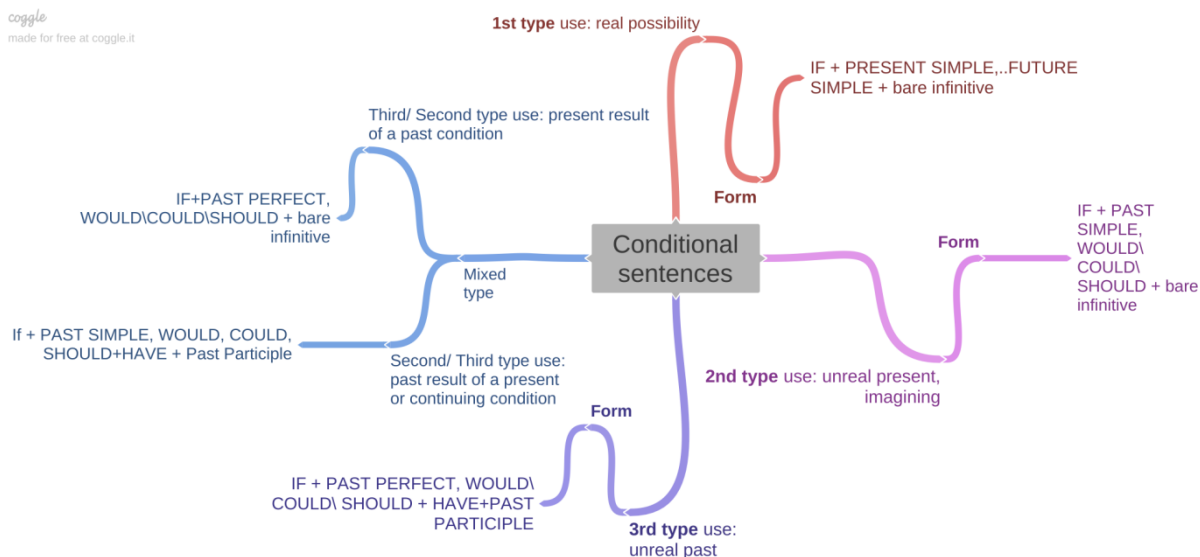 coggle
made for free at coggle.it
1st type use: real possibility
IF + PRESENT SIMPLE,..FUTURE
SIMPLE + bare infinitive
Form
Third/ Second type use: present result
of a past condition
IF+PAST PERFECT,
WOULD\COULD\SHOULD + bare
infinitive
Conditional
sentences
Mixed
type
If + PAST SIMPLE, WOULD, COULD,
SHOULD+HAVE + Past Participle
Second/ Third type use:
past result of a present
or continuing condition
Form
IF + PAST
SIMPLE,
WOULD\
COULD\
SHOULD + bare
infinitive
2nd type use: unreal present,
imagining
Form
IF + PAST PERFECT, WOULD\
COULD\ SHOULD + HAVE+PAST
PARTICIPLE
3rd type use:
unreal past